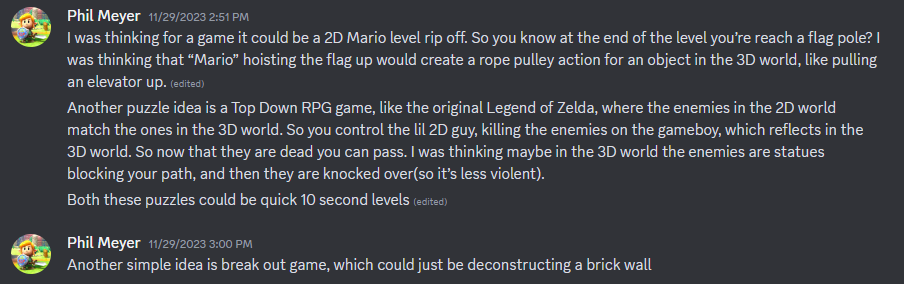 Phil Meyer 11/29/2023 2:51 PM
I was thinking for a game it could be a 2D Mario level rip off. So you know at the end of the level you’re reach a flag pole? I
was thinking that “Mario” hoisting the flag up would create a rope pulley action for an object in the 3D world, like pulling
an elevator up. (edited)
Another puzzle idea is a Top Down RPG game, like the original Legend of Zelda, where the enemies in the 2D world
match the ones in the 3D world. So you control the lil 2D guy, killing the enemies on the gameboy, which reflects in the
3D world. So now that they are dead you can pass. I was thinking maybe in the 3D world the enemies are statues
blocking your path, and then they are knocked over(so it’s less violent).
Both these puzzles could be quick 10 second levels (edited)
Phil Meyer 11/29/2023 3:00 PM
Another simple idea is break out game, which could just be deconstructing a brick wall